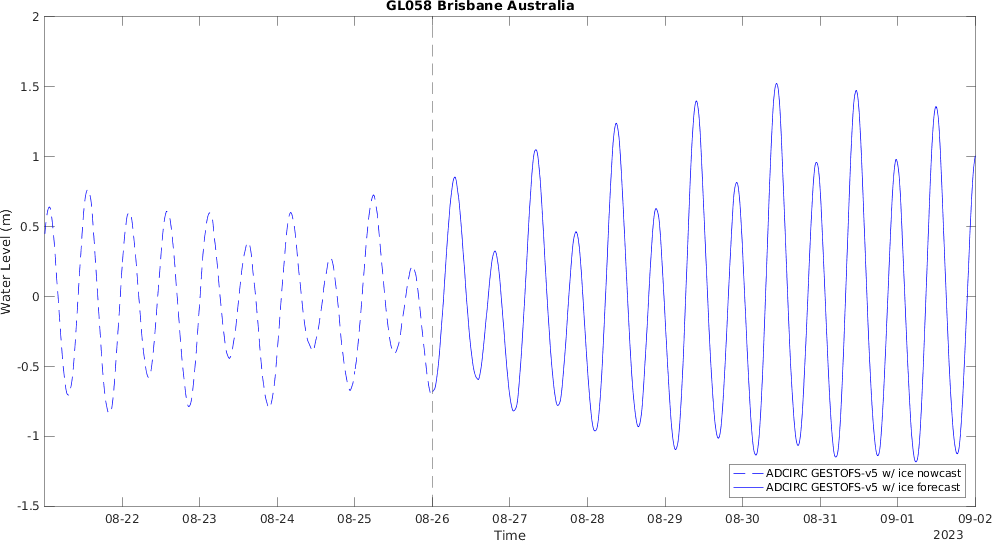 GL058 Brisbane Australia
Water Level (m)
2
1.5
1
0.5
0
-0.5
-1
-1.5
ADCIRC GESTOFS-v5 w/ ice nowcast
ADCIRC GESTOFS-v5 w/ ice forecast
08-22 08-23 08-24 08-25 08-26 08-27 08-28 08-29 08-30 08-31 09-01 09-02
Time
2023